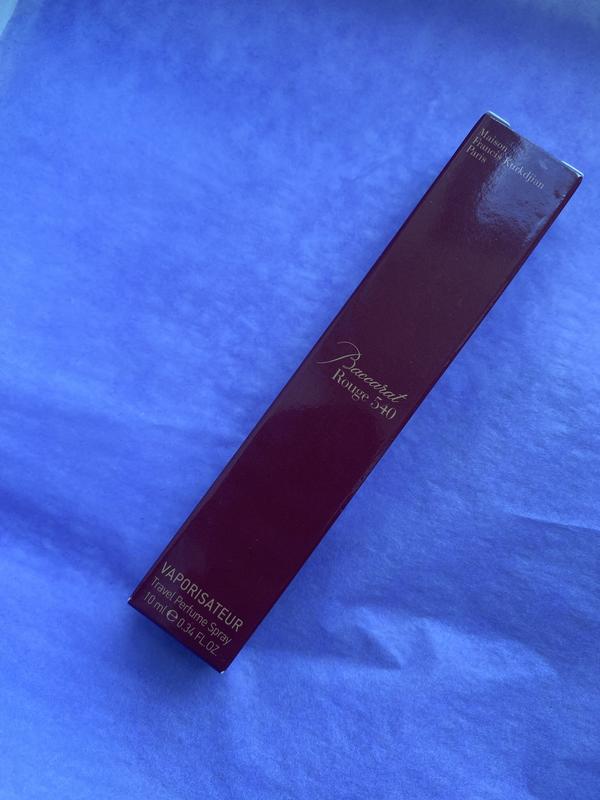 Maison
Francis Kurkdjian
Paris
Baccarat
Rouge 540
VAPORISATEUR
Travel Perfume Spray
10 ml ℮ 0.34 FL.OZ.